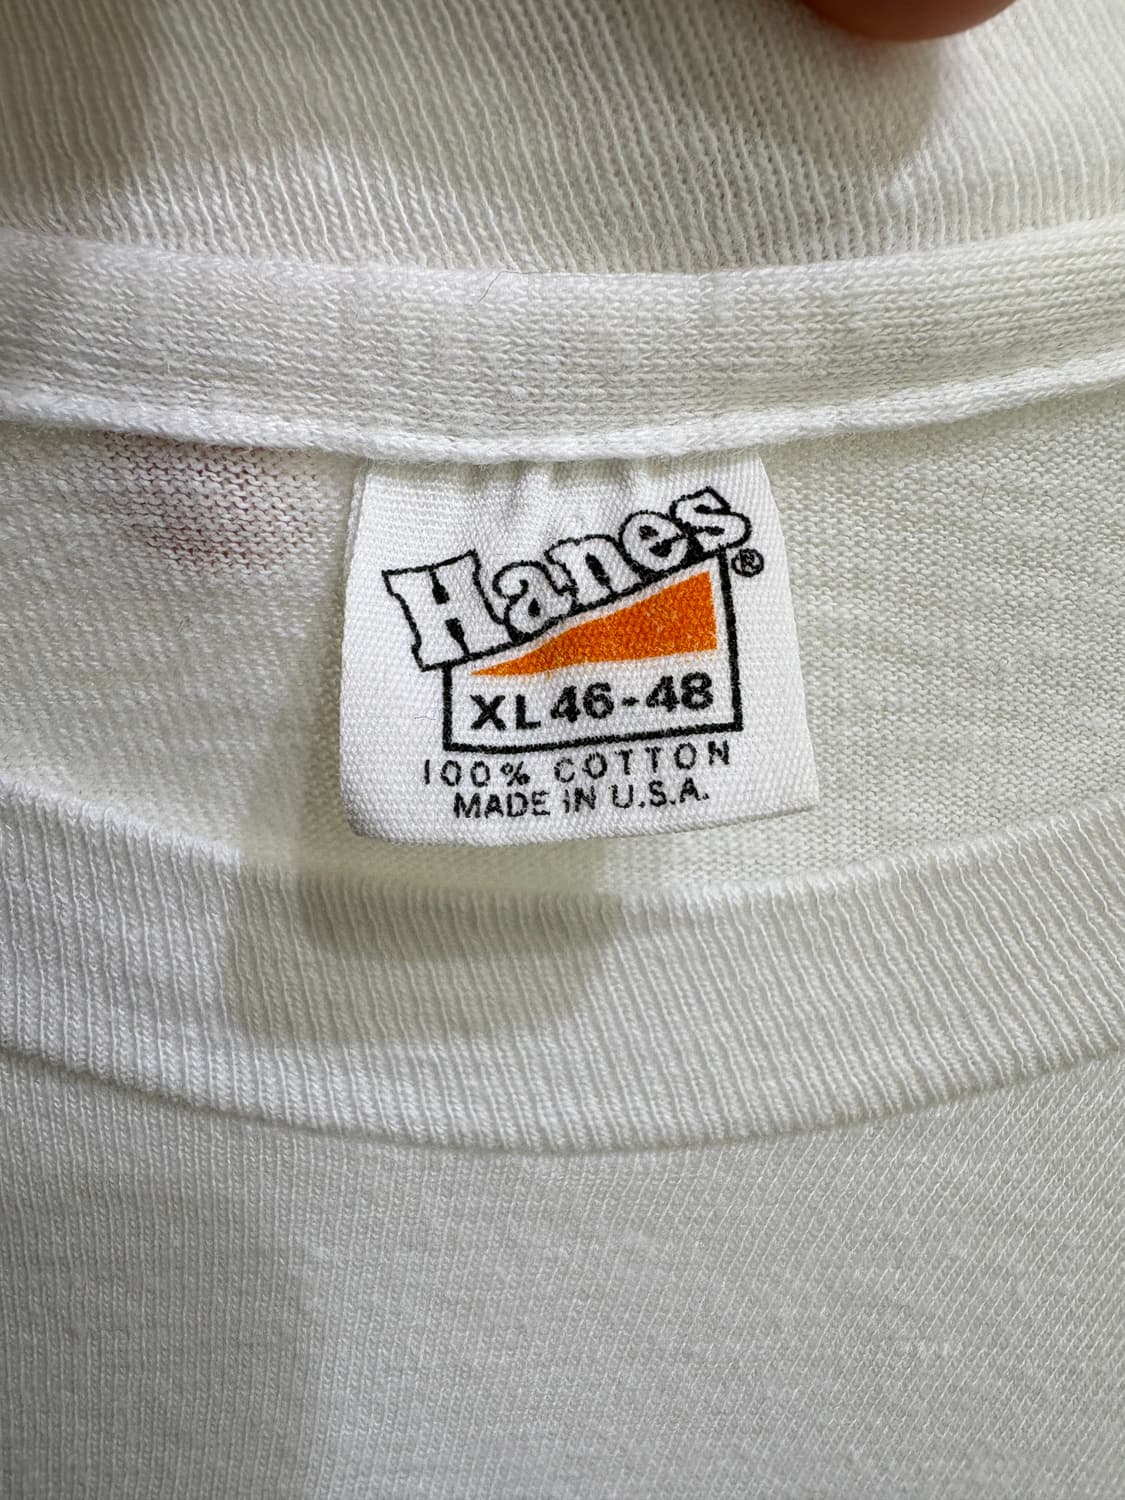 Hanes®
XL 46-48
100% COTTON
MADE IN U.S.A.